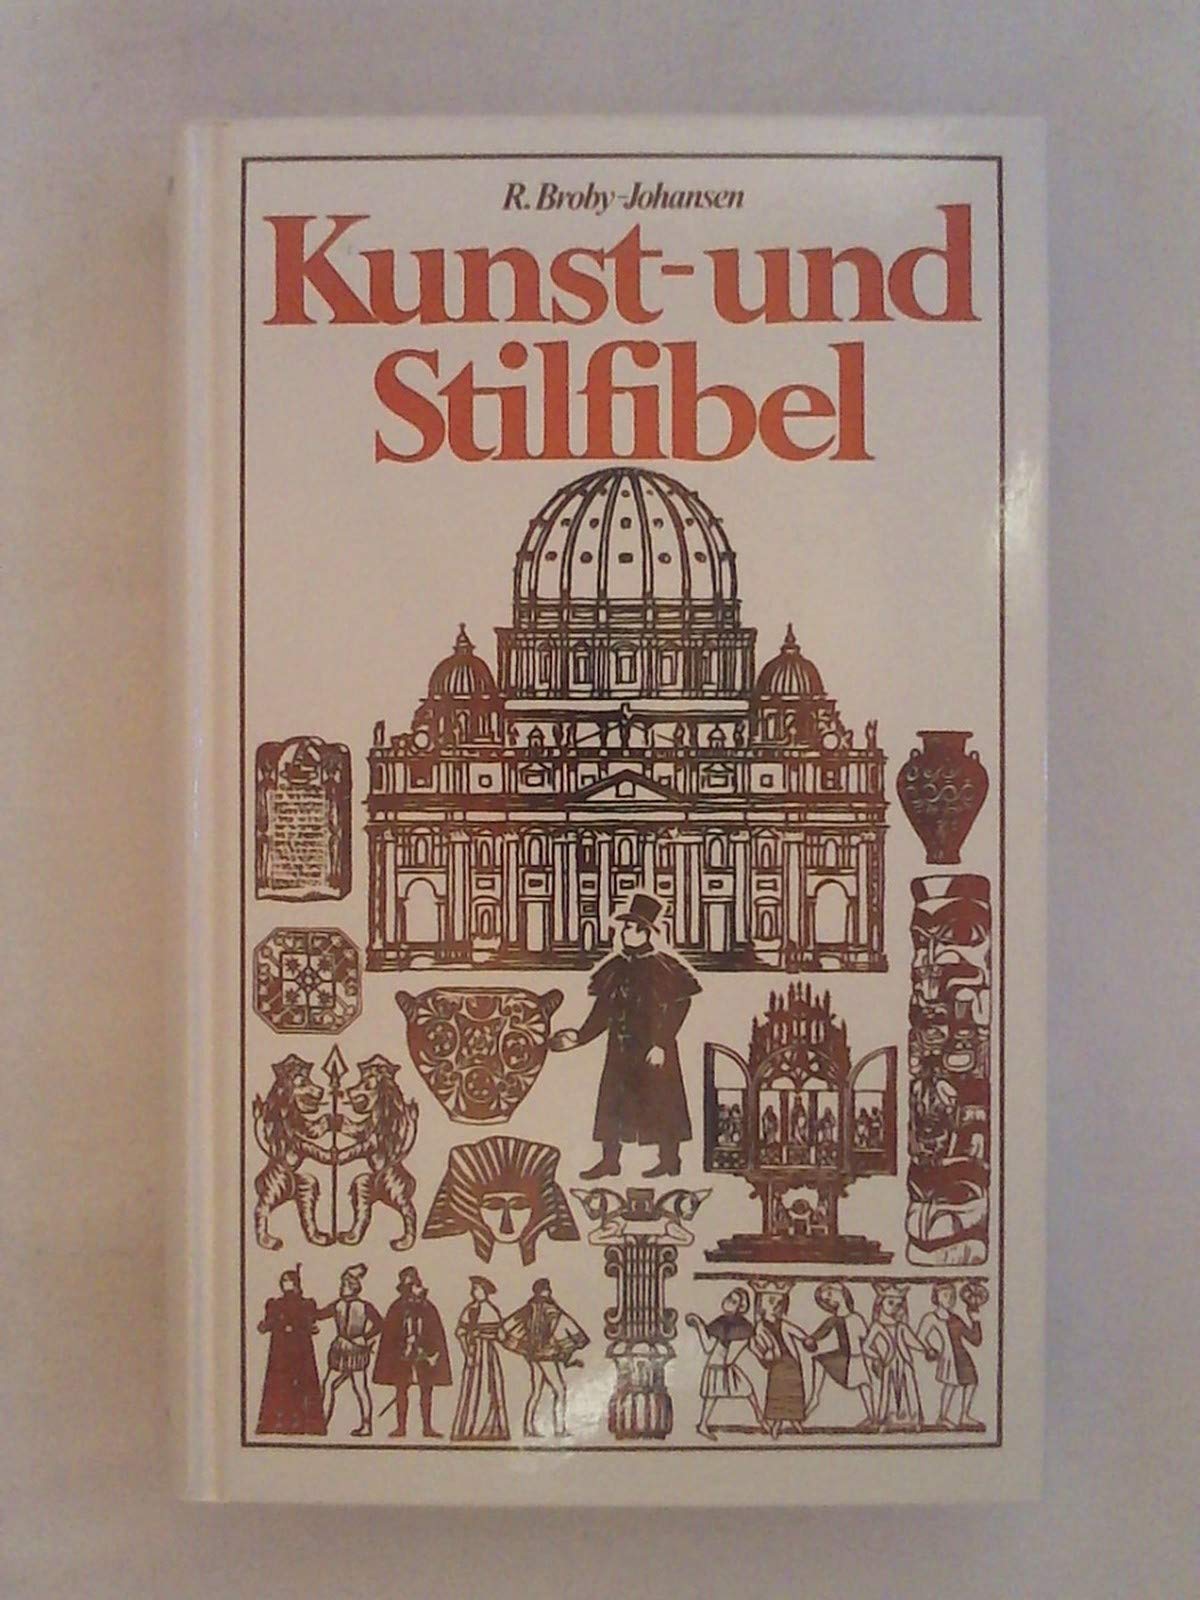 R. Broby-Johansen
Kunst- und
Stilfibel